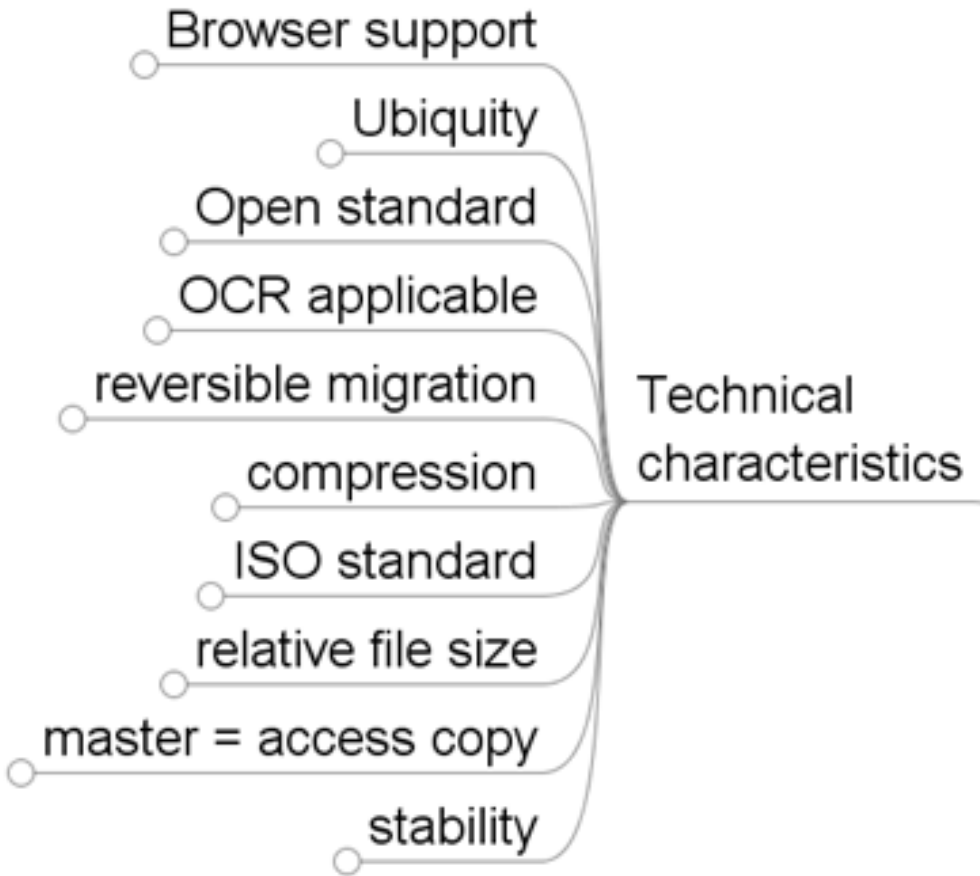 Browser support
Ubiquity
Open standard
OCR applicable
reversible migration
compression
ISO standard
relative file size
master = access copy
stability
Technical
characteristics